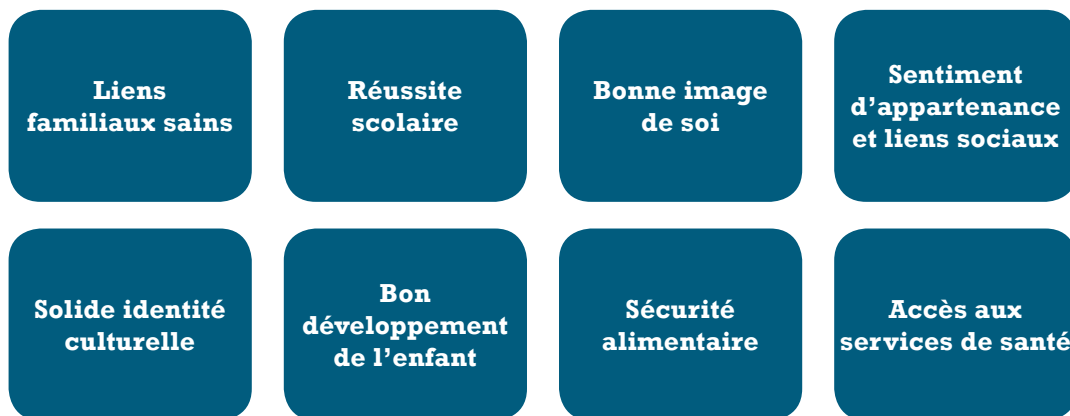 Liens
familiaux sains
Réussite
scolaire
Bonne image
de soi
Sentiment
d’appartenance
et liens sociaux
Solide identité
culturelle
Bon
développement
de l’enfant
Sécurité
alimentaire
Accès aux
services de santé